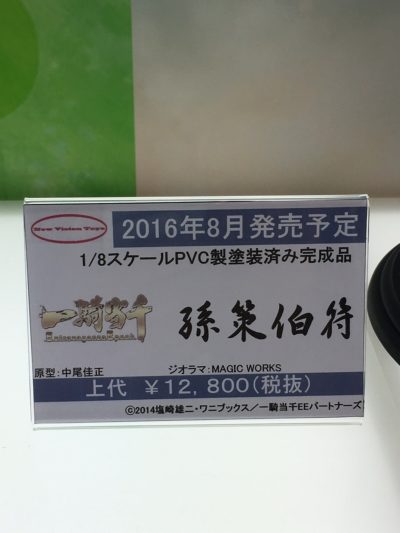 New Vision Toys
2016年8月発売予定
1/8スケールPVC製塗装済み完成品
一騎当千 孫策伯符
原型:中尾佳正 ジオラマ:MAGIC WORKS
上代 ￥12,800(税抜)
©2014塩崎雄二・ワニブックス／一騎当千EEパートナーズ